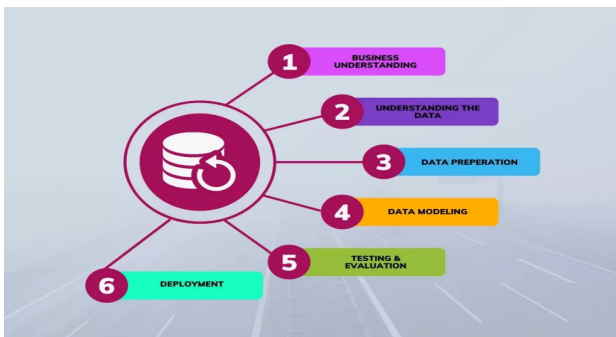 1
BUSINESS
UNDERSTANDING
2
UNDERSTANDING THE
DATA
3
DATA PREPERATION
4
DATA MODELING
5
TESTING &
EVALUATION
6
DEPLOYMENT